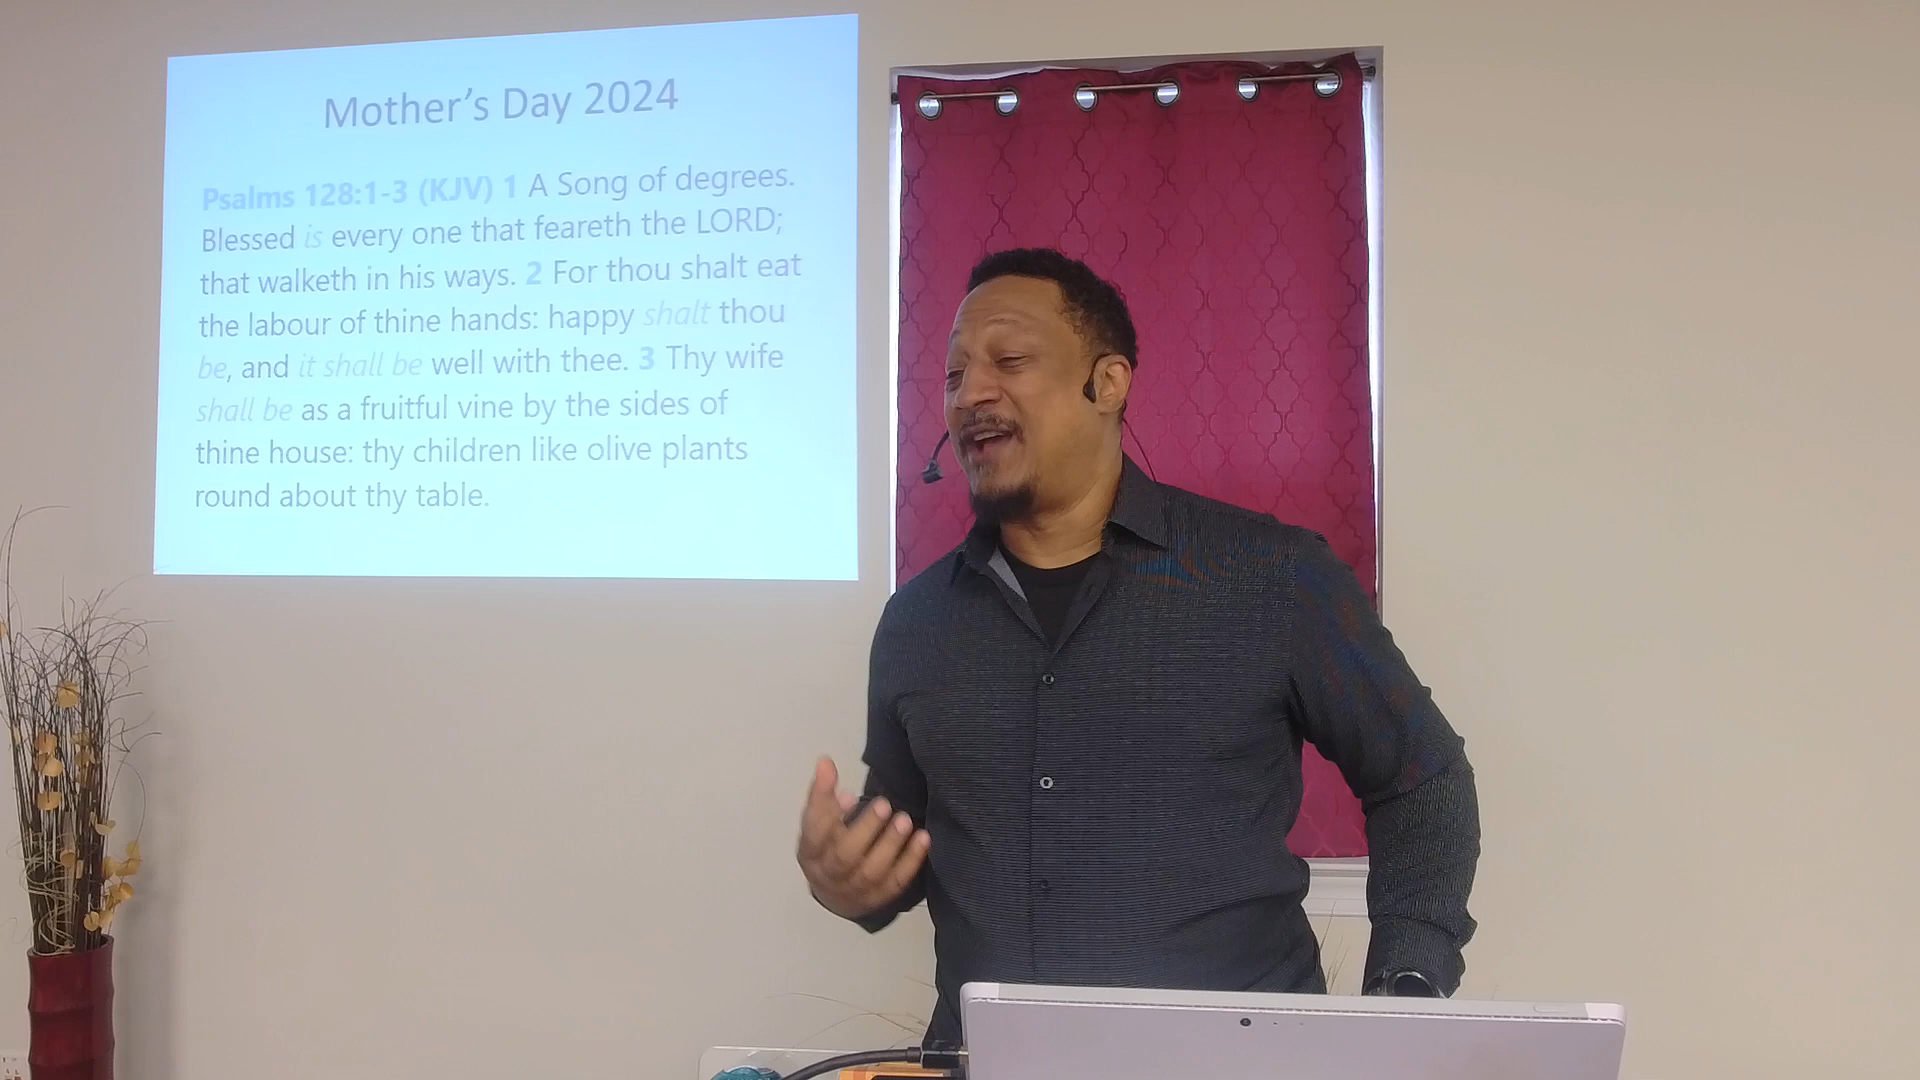 Mother's Day 2024
Psalms 128:1-3 (KJV) 1 A Song of degrees.
Blessed is every one that feareth the LORD;
that walketh in his ways. 2 For thou shalt eat
the labour of thine hands: happy shalt thou
be, and it shall be well with thee. 3 Thy wife
shall be as a fruitful vine by the sides of
thine house: thy children like olive plants
round about thy table.